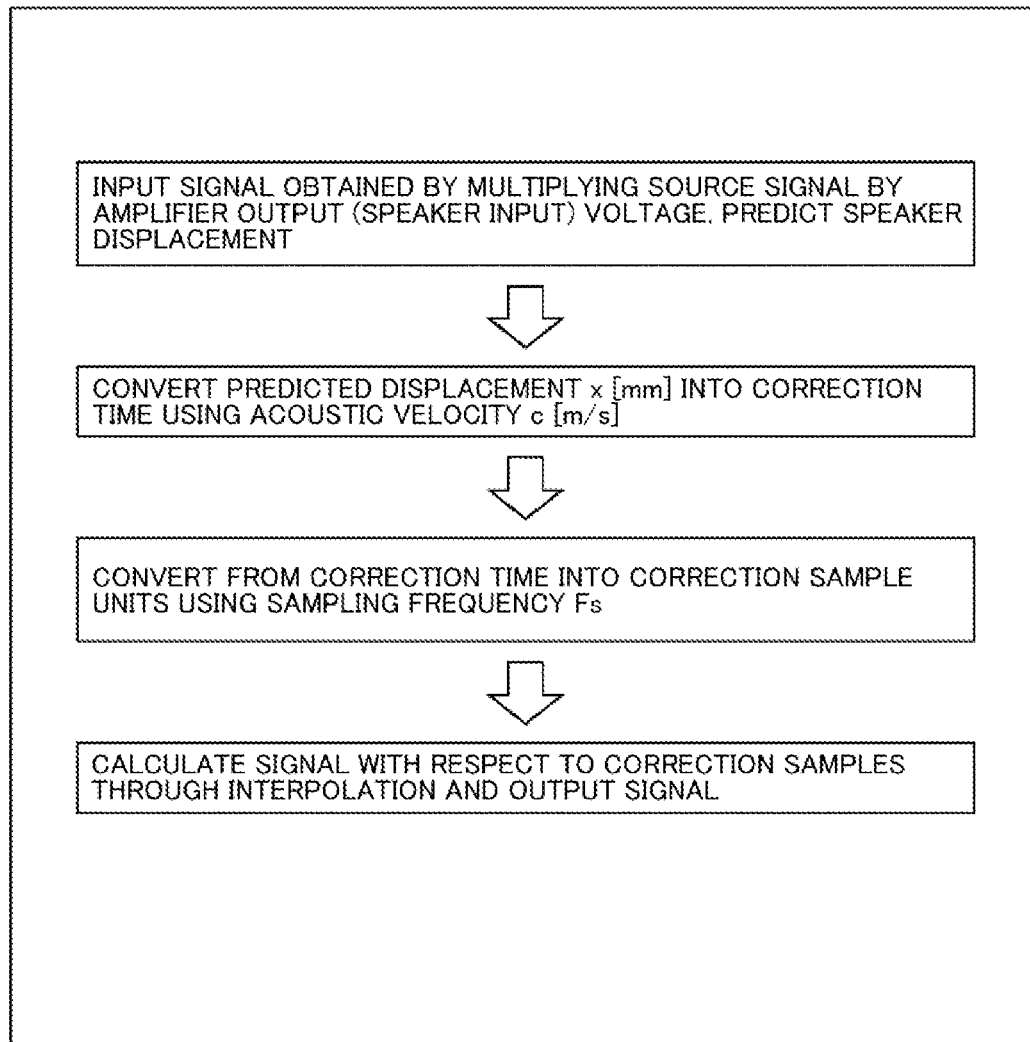 INPUT SIGNAL OBTAINED BY MULTIPLYING SOURCE SIGNAL BY
AMPLIFIER OUTPUT (SPEAKER INPUT) VOLTAGE. PREDICT SPEAKER
DISPLACEMENT
CONVERT PREDICTED DISPLACEMENT x [mm] INTO CORRECTION
TIME USING ACOUSTIC VELOCITY c [m/s]
CONVERT FROM CORRECTION TIME INTO CORRECTION SAMPLE
UNITS USING SAMPLING FREQUENCY Fs
CALCULATE SIGNAL WITH RESPECT TO CORRECTION SAMPLES
THROUGH INTERPOLATION AND OUTPUT SIGNAL